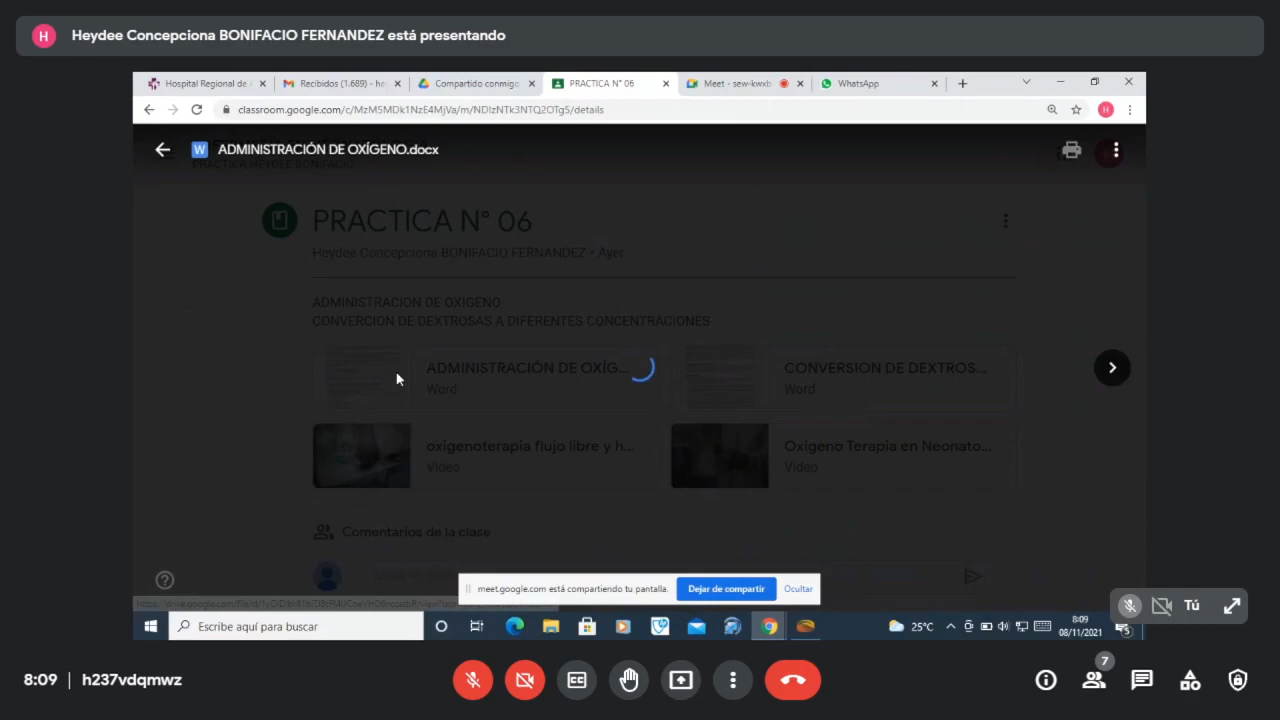 H Heydee Concepciona BONIFACIO FERNANDEZ está presentando
Hospital Regional de
Recibidos (1.689) - he
Compartido conmigo
PRACTICA N° 06
Meet - sew-kwxb
WhatsApp
classroom.google.com/c/MzM5MDk1NzE4MjVa/m/NDIzNTk3NTQ2OTg5/details
H
W ADMINISTRACIÓN DE OXÍGENO.docx
PRACTICA N° 06
Heydee Concepciona BONIFACIO FERNANDEZ • Ayer
ADMINISTRACION DE OXIGENO
CONVERCION DE DEXTROSAS A DIFERENTES CONCENTRACIONES
ADMINISTRACIÓN DE OXÍG...
Word
CONVERSION DE DEXTROS...
Word
oxigenoterapia flujo libre y h...
Video
Oxigeno Terapia en Neonato...
Video
Comentarios de la clase
meet.google.com está compartiendo tu pantalla.
Dejar de compartir
Ocultar
Tú
Escribe aquí para buscar
25°C
8:09
08/11/2021
5
8:09 | h237vdqmwz
CC
7